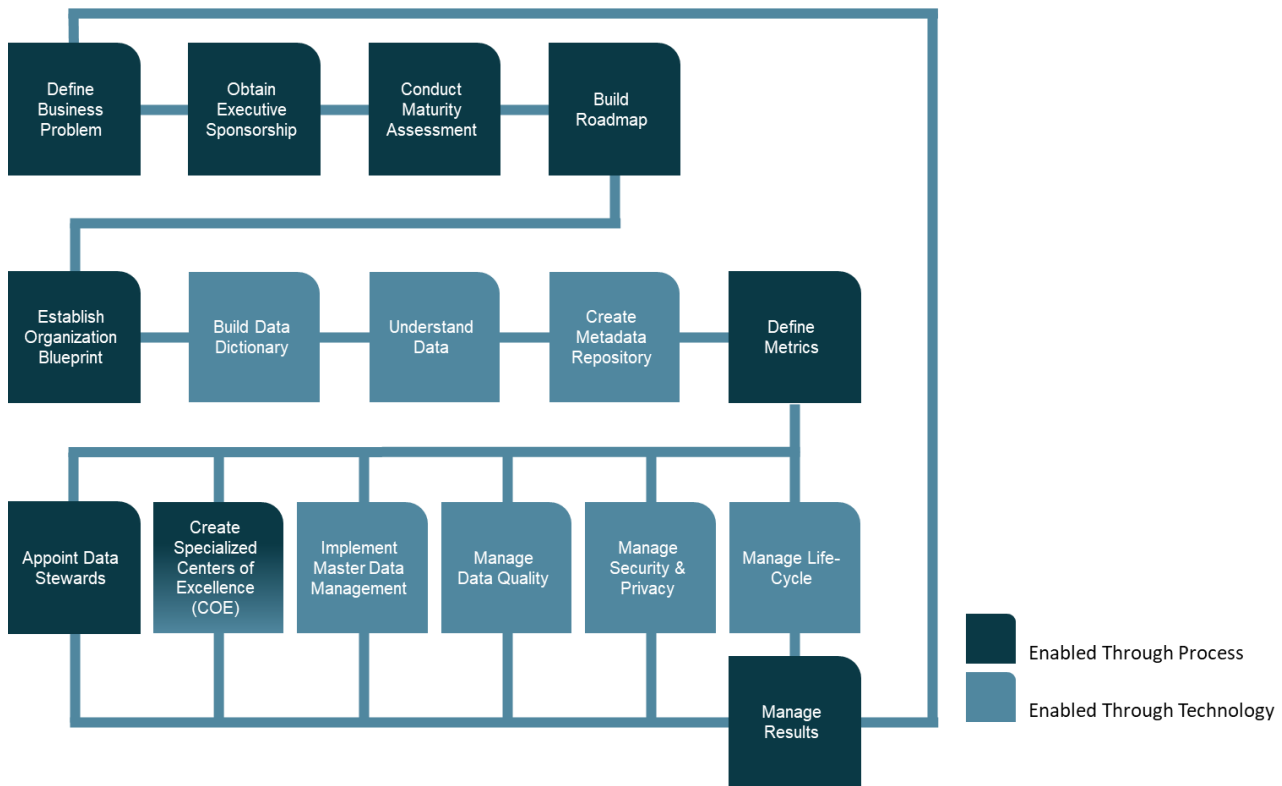 Define
Business
Problem
Obtain
Executive
Sponsorship
Conduct
Maturity
Assessment
Build
Roadmap
Establish
Organization
Blueprint
Build Data
Dictionary
Understand
Data
Create
Metadata
Repository
Define
Metrics
Appoint Data
Stewards
Create
Specialized
Centers of
Excellence
(COE)
Implement
Master Data
Management
Manage
Data Quality
Manage
Security &
Privacy
Manage Life-
Cycle
Manage
Results
Enabled Through Process
Enabled Through Technology